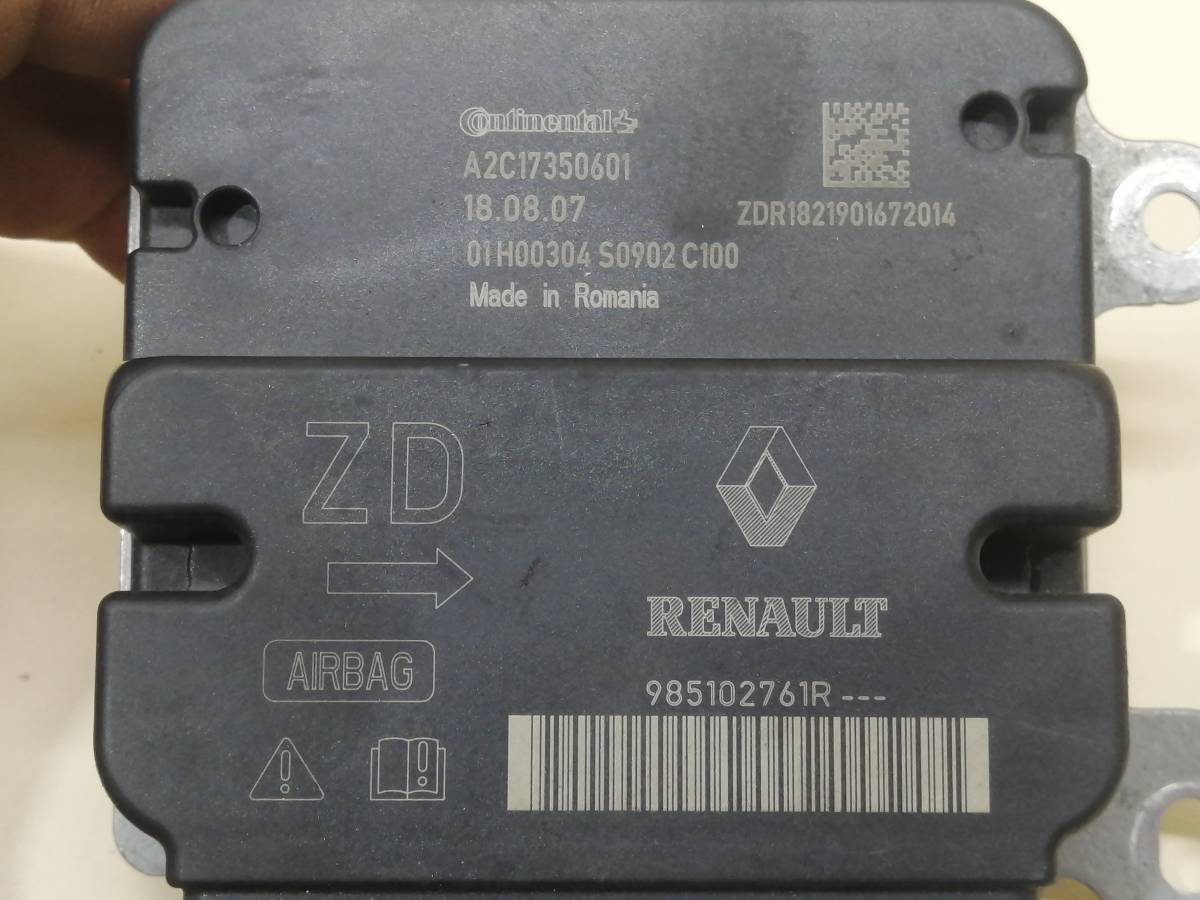 Continental
A2C17350601
18.08.07
ZDR1821901672014
01H00304 S0902 C100
Made in Romania
ZD
RENAULT
AIRBAG
985102761R ---